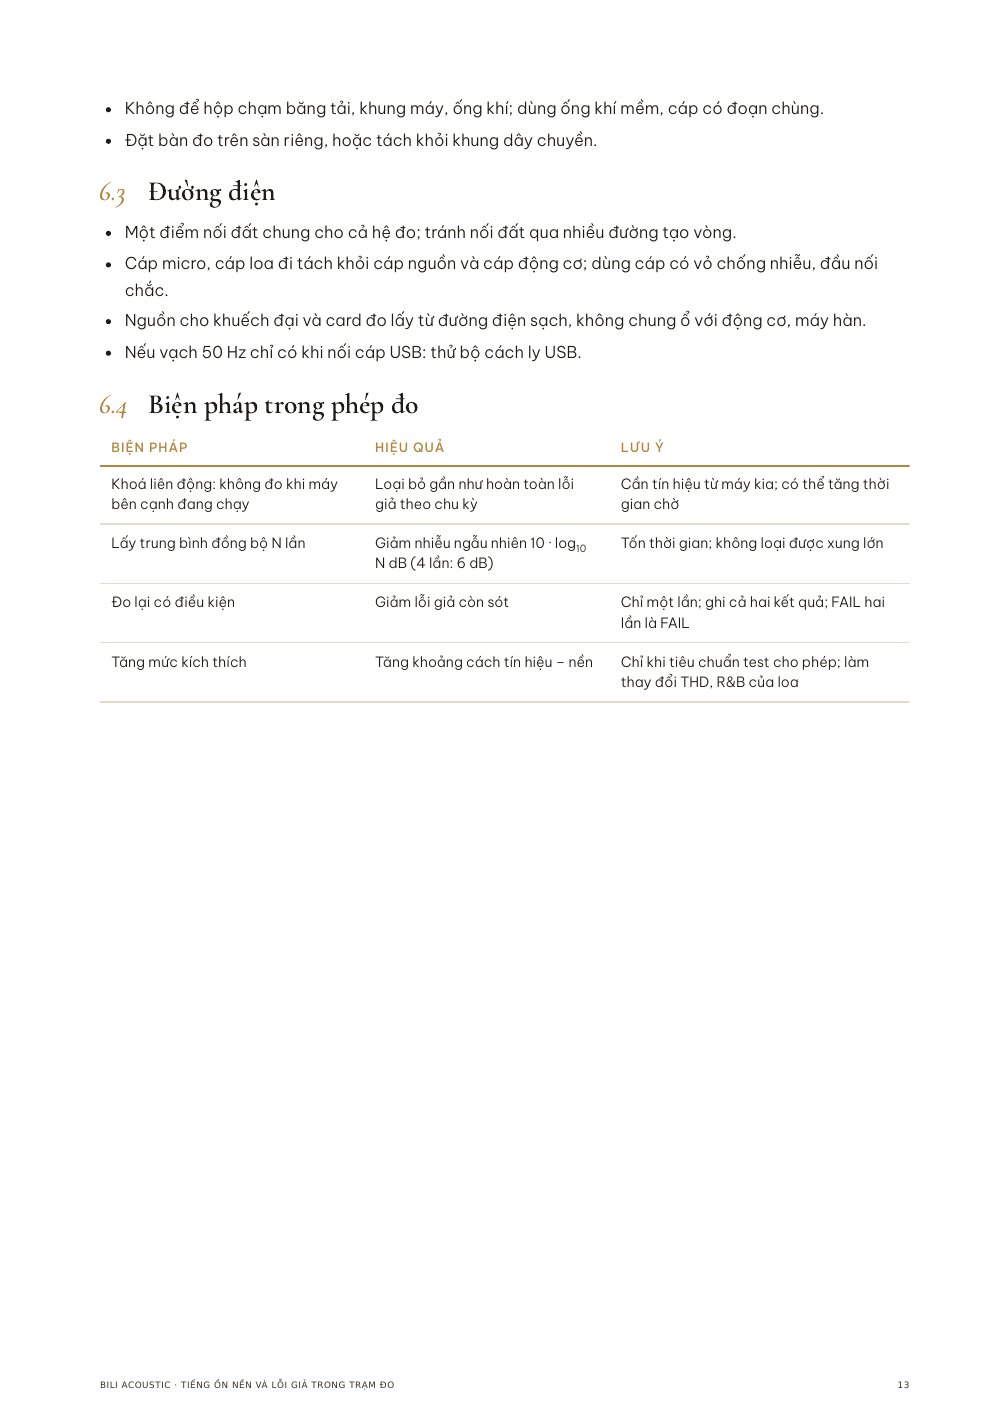 • Không để hộp chạm băng tải, khung máy, ống khí; dùng ống khí mềm, cáp có đoạn chùng.
• Đặt bàn đo trên sàn riêng, hoặc tách khỏi khung dây chuyền.
6.3 Đường điện
• Một điểm nối đất chung cho cả hệ đo; tránh nối đất qua nhiều đường tạo vòng.
• Cáp micro, cáp loa đi tách khỏi cáp nguồn và cáp động cơ; dùng cáp có vỏ chống nhiễu, đầu nối
chắc.
• Nguồn cho khuếch đại và card đo lấy từ đường điện sạch, không chung ổ với động cơ, máy hàn.
• Nếu vạch 50 Hz chỉ có khi nối cáp USB: thử bộ cách ly USB.
6.4 Biện pháp trong phép đo
BIỆN PHÁP HIỆU QUẢ LƯU Ý
Khoá liên động: không đo khi máy
bên cạnh đang chạy
Loại bỏ gần như hoàn toàn lỗi
giả theo chu kỳ
Cần tín hiệu từ máy kia; có thể tăng thời
gian chờ
Lấy trung bình đồng bộ N lần
Giảm nhiễu ngẫu nhiên 10 · log₁₀
N dB (4 lần: 6 dB)
Tốn thời gian; không loại được xung lớn
Đo lại có điều kiện
Giảm lỗi giả còn sót
Chỉ một lần; ghi cả hai kết quả; FAIL hai
lần là FAIL
Tăng mức kích thích
Tăng khoảng cách tín hiệu – nền
Chỉ khi tiêu chuẩn test cho phép; làm
thay đổi THD, R&B của loa
BILI ACOUSTIC · TIẾNG ỒN NỀN VÀ LỖI GIẢ TRONG TRẠM ĐO 13